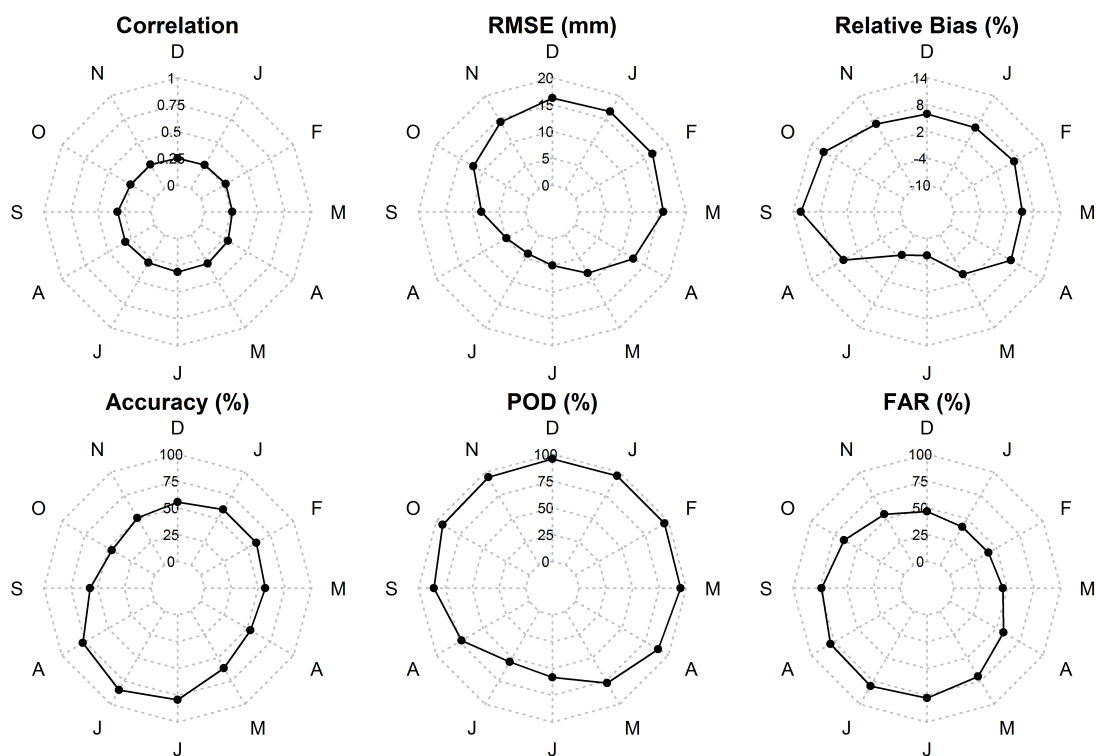 Correlation
D
N J
O F
S M
A A
J M
J
1
0.75
0.5
0.25
0
RMSE (mm)
D
N J
O F
S M
A A
J M
J
20
15
10
5
0
Relative Bias (%)
D
N J
O F
S M
A A
J M
J
14
8
2
-4
-10
Accuracy (%)
D
N J
O F
S M
A A
J M
J
100
75
50
25
0
POD (%)
D
N J
O F
S M
A A
J M
J
100
75
50
25
0
FAR (%)
D
N J
O F
S M
A A
J M
J
100
75
50
25
0